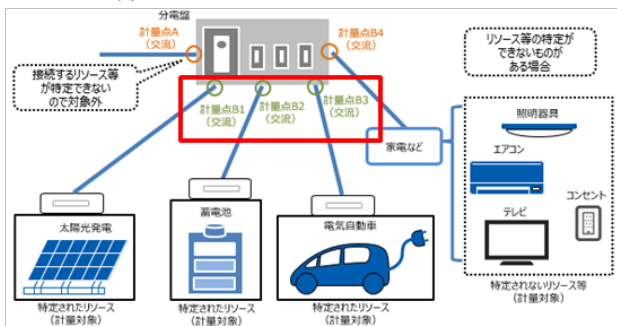 分電盤
計量点A
（交流）
計量点B4
（交流）
リソース等の特定が
できないものが
ある場合
接続するリソース等
が特定できない
ので対象外
計量点B1
（交流）
計量点B2
（交流）
計量点B3
（交流）
家電など
照明器具
エアコン
コンセント
テレビ
太陽光発電
蓄電池
電気自動車
特定されたリソース
（計量対象）
特定されたリソース
（計量対象）
特定されたリソース
（計量対象）
特定されないリソース等
（計量対象）